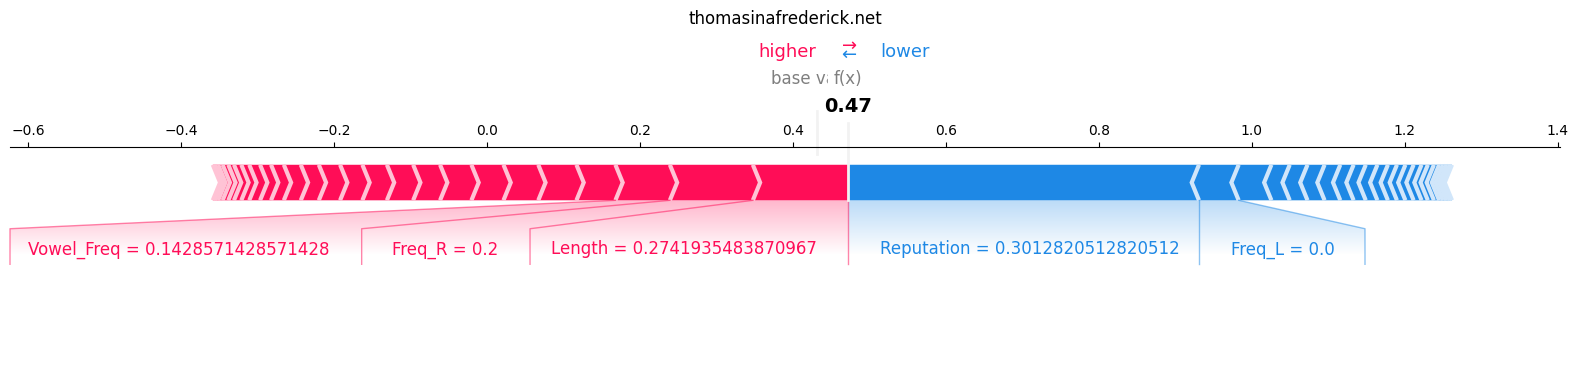 thomasinafrederick.net
higher ⇄ lower
base va f(x)
0.47
−0.6 −0.4 −0.2 0.0 0.2 0.4 0.6 0.8 1.0 1.2 1.4
Vowel_Freq = 0.1428571428571428 Freq_R = 0.2 Length = 0.2741935483870967 Reputation = 0.3012820512820512 Freq_L = 0.0